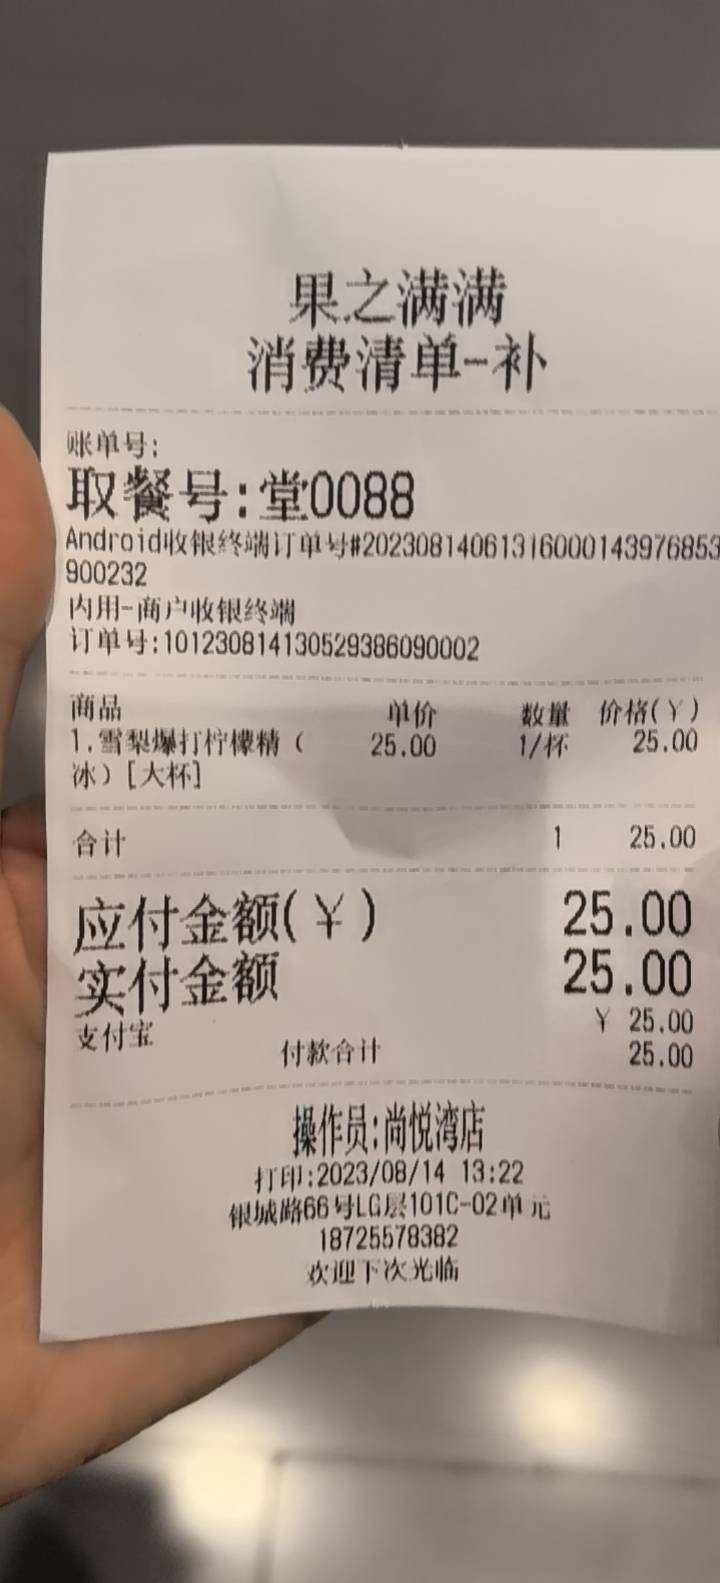 果之满满
消费清单-补
账单号:
取餐号:堂0088
Android收银终端订单号#20230814061316000143976853
900232
内用-商户收银终端
订单号:101230814130529386090002
商品 单价 数量 价格(￥)
1.雪梨爆打柠檬精（ 25.00 1/杯 25.00
冰）[大杯]
合计 1 25.00
应付金额(￥) 25.00
实付金额 25.00
支付宝 ￥ 25.00
付款合计 25.00
操作员:尚悦湾店
打印:2023/08/14 13:22
银城路66号LG层101C-02单元
18725578382
欢迎下次光临